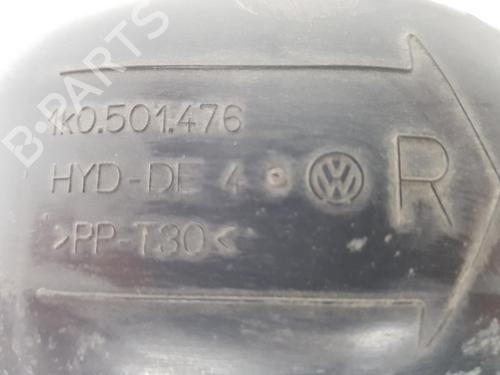 1K0.501.476
HYD-DE 4
VW
R
>PP-T30<
B-PARTS